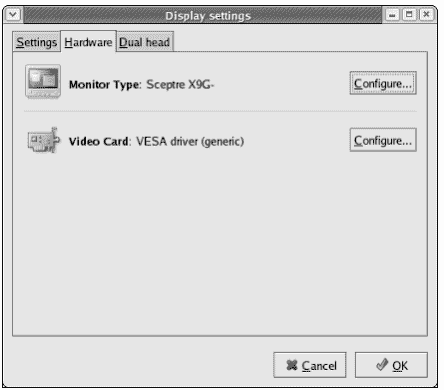 Display settings
Settings Hardware Dual head
Monitor Type: Sceptre X9G- Configure...
Video Card: VESA driver (generic) Configure...
Cancel OK